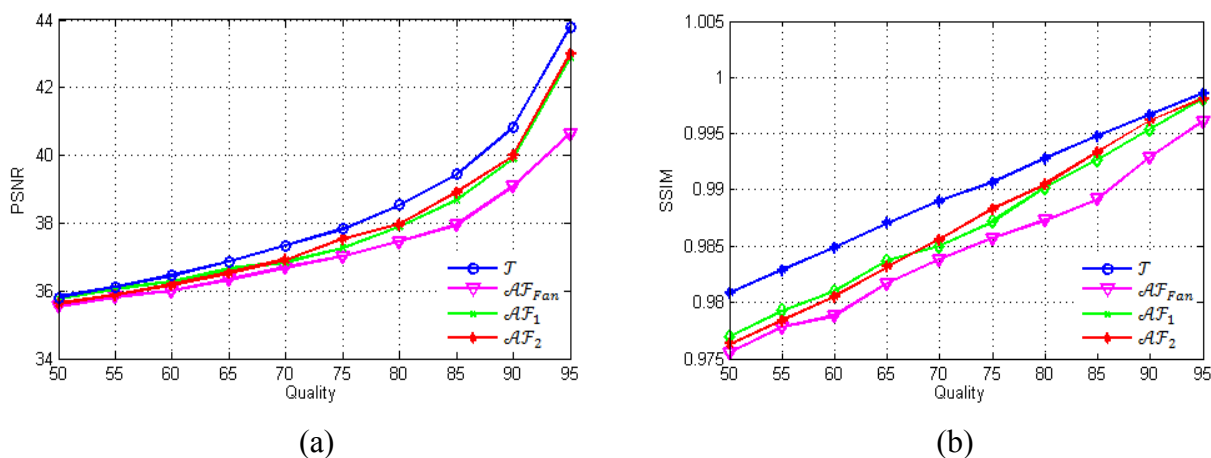 44
42
40
38
36
34
PSNR
50 55 60 65 70 75 80 85 90 95
Quality
𝒯
𝒜ℱ_Fan
𝒜ℱ₁
𝒜ℱ₂
(a)
1.005
1
0.995
0.99
0.985
0.98
0.975
SSIM
50 55 60 65 70 75 80 85 90 95
Quality
𝒯
𝒜ℱ_Fan
𝒜ℱ₁
𝒜ℱ₂
(b)